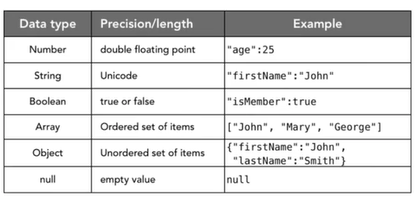 Data type Precision/length Example
Number double floating point "age":25
String Unicode "firstName":"John"
Boolean true or false "isMember":true
Array Ordered set of items ["John", "Mary", "George"]
Object Unordered set of items {"firstName":"John",
"lastName":"Smith"}
null empty value null